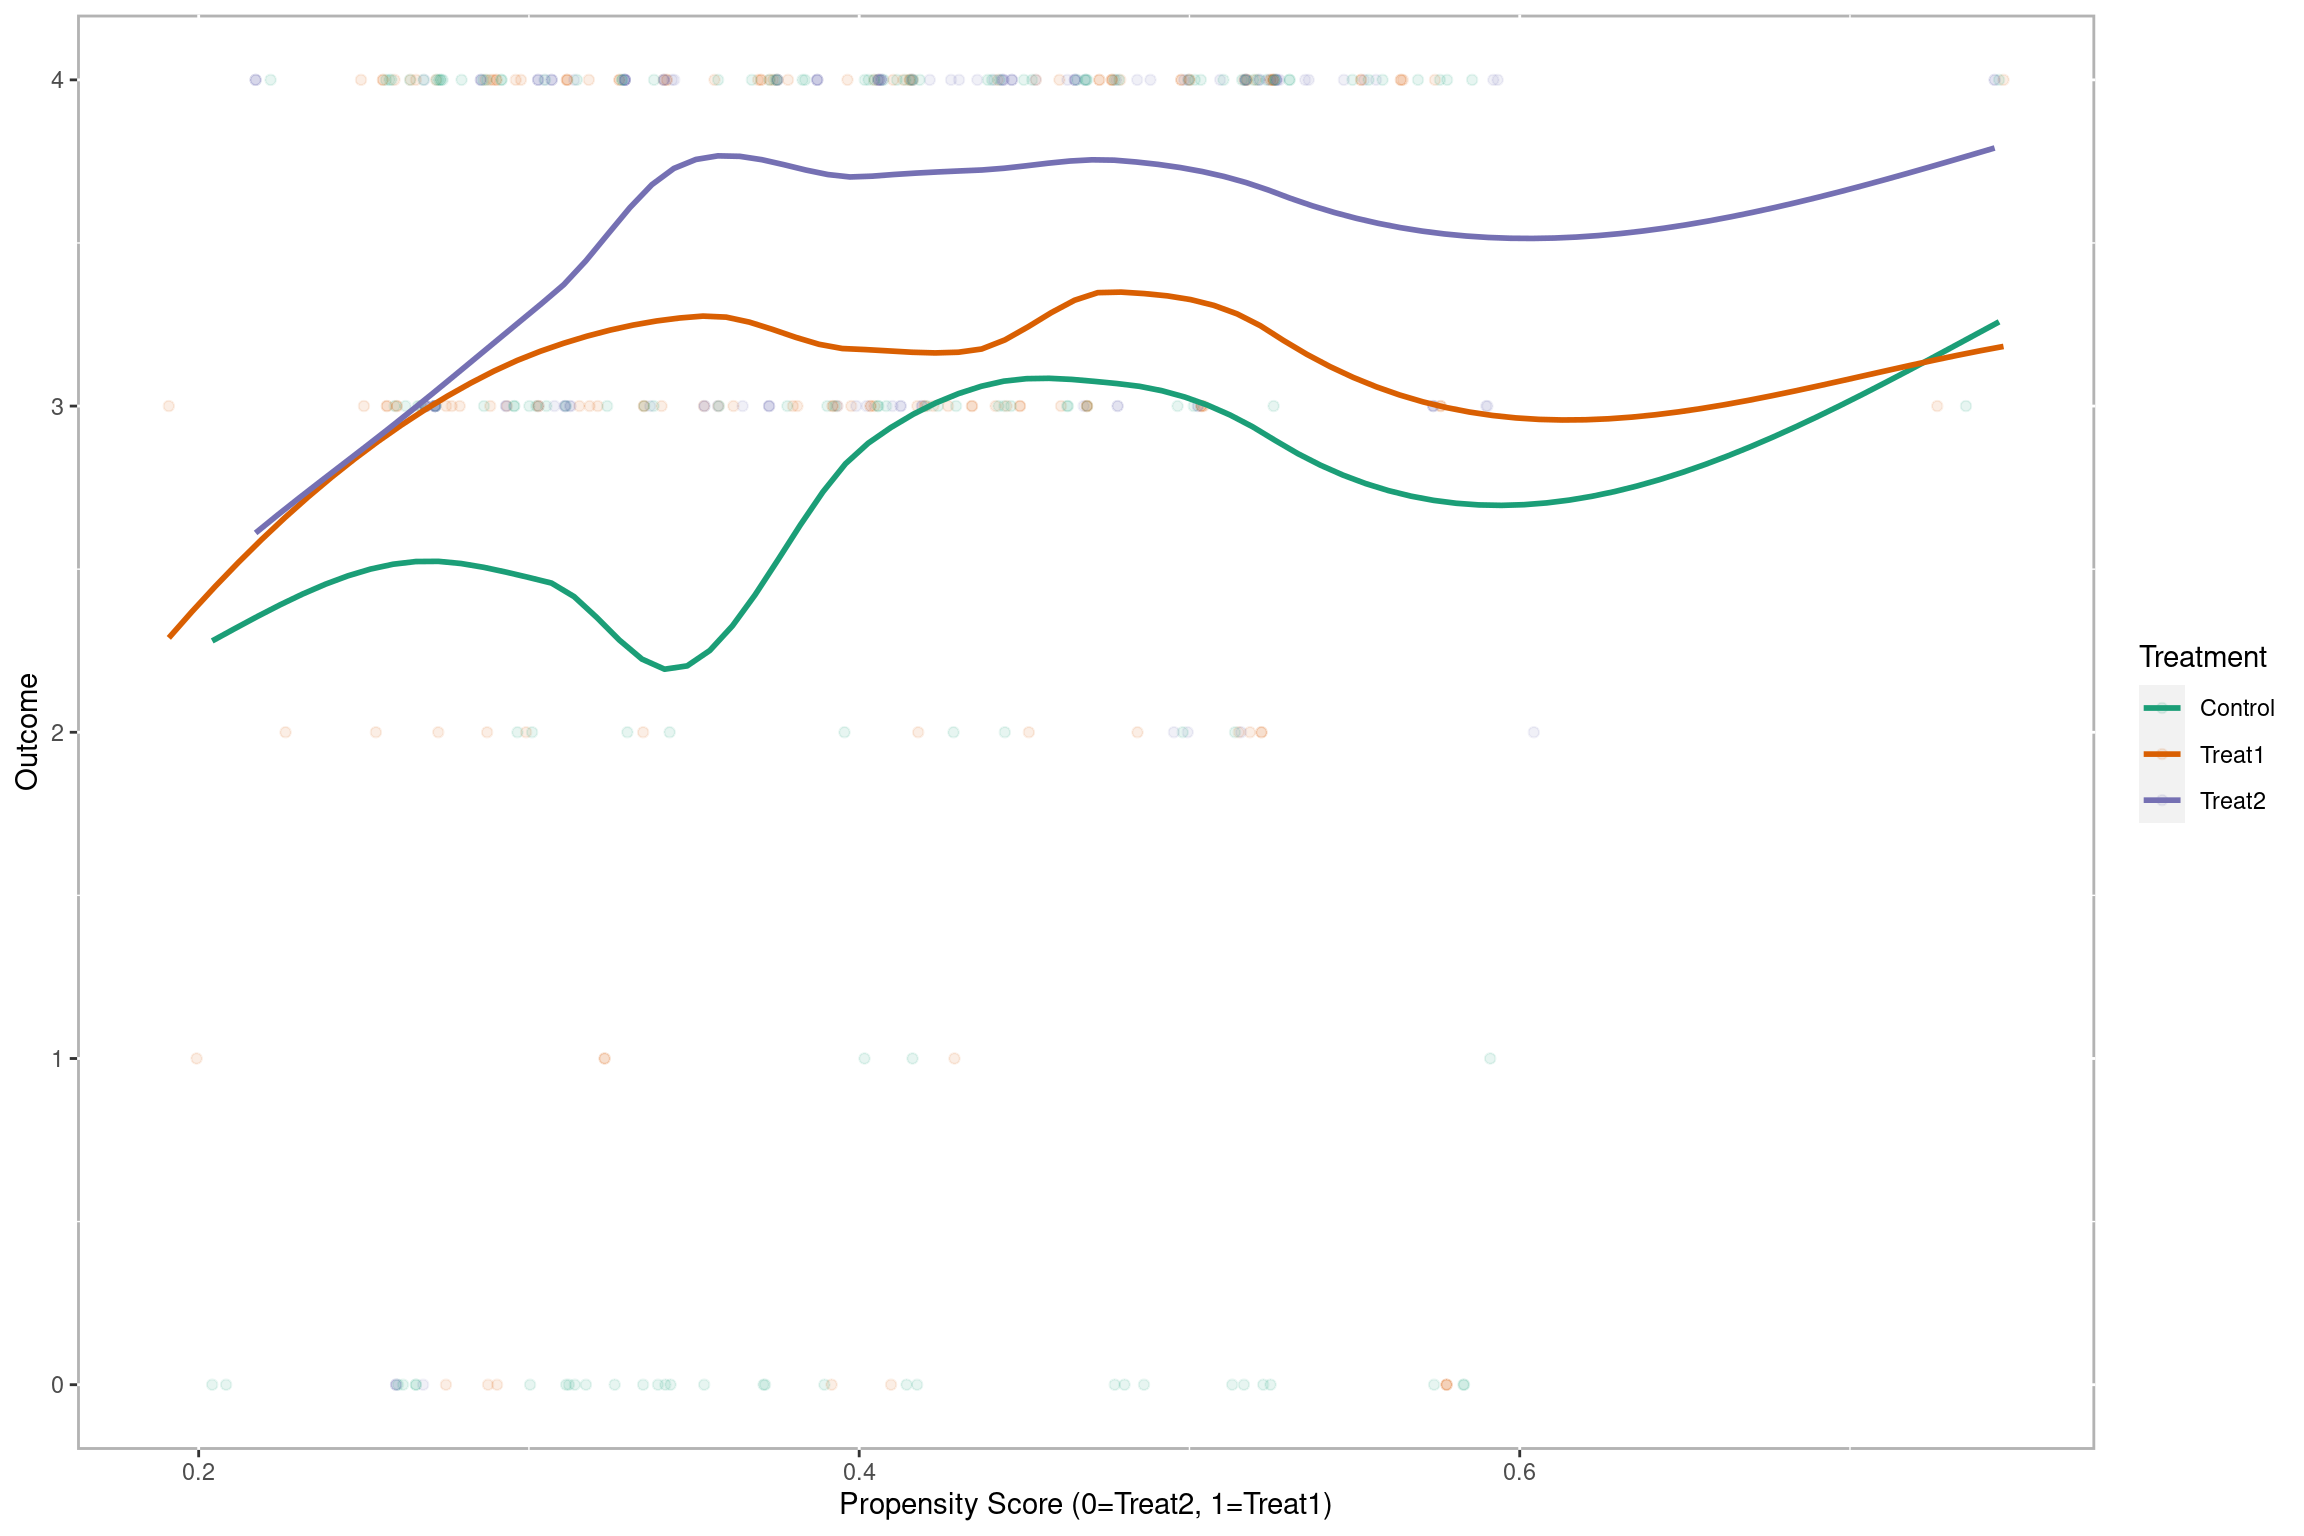 4
3
2
1
0
Outcome
0.2
0.4
0.6
Propensity Score (0=Treat2, 1=Treat1)
Treatment
Control
Treat1
Treat2